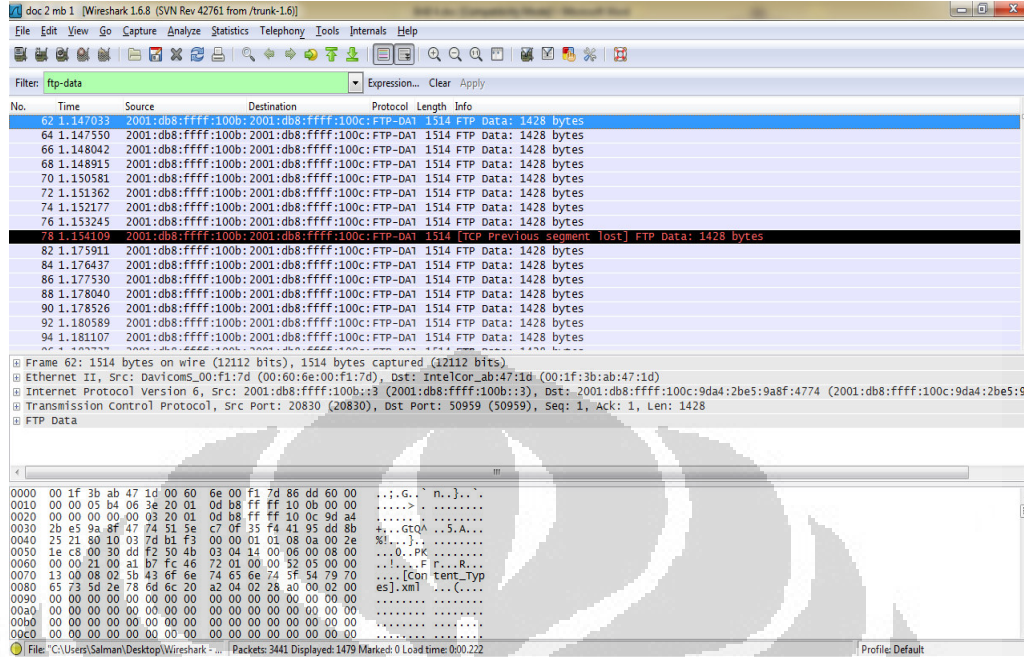 doc 2 mb 1 [Wireshark 1.6.8 (SVN Rev 42761 from /trunk-1.6)]
File Edit View Go Capture Analyze Statistics Telephony Tools Internals Help
Filter: ftp-data Expression... Clear Apply
No. Time Source Destination Protocol Length Info
62 1.147033 2001:db8:ffff:100b: 2001:db8:ffff:100c: FTP-DAT 1514 FTP Data: 1428 bytes
64 1.147550 2001:db8:ffff:100b: 2001:db8:ffff:100c: FTP-DAT 1514 FTP Data: 1428 bytes
66 1.148042 2001:db8:ffff:100b: 2001:db8:ffff:100c: FTP-DAT 1514 FTP Data: 1428 bytes
68 1.148915 2001:db8:ffff:100b: 2001:db8:ffff:100c: FTP-DAT 1514 FTP Data: 1428 bytes
70 1.150581 2001:db8:ffff:100b: 2001:db8:ffff:100c: FTP-DAT 1514 FTP Data: 1428 bytes
72 1.151362 2001:db8:ffff:100b: 2001:db8:ffff:100c: FTP-DAT 1514 FTP Data: 1428 bytes
74 1.152177 2001:db8:ffff:100b: 2001:db8:ffff:100c: FTP-DAT 1514 FTP Data: 1428 bytes
76 1.153245 2001:db8:ffff:100b: 2001:db8:ffff:100c: FTP-DAT 1514 FTP Data: 1428 bytes
78 1.154109 2001:db8:ffff:100b: 2001:db8:ffff:100c: FTP-DAT 1514 [TCP Previous segment lost] FTP Data: 1428 bytes
82 1.175911 2001:db8:ffff:100b: 2001:db8:ffff:100c: FTP-DAT 1514 FTP Data: 1428 bytes
84 1.176437 2001:db8:ffff:100b: 2001:db8:ffff:100c: FTP-DAT 1514 FTP Data: 1428 bytes
86 1.177530 2001:db8:ffff:100b: 2001:db8:ffff:100c: FTP-DAT 1514 FTP Data: 1428 bytes
88 1.178040 2001:db8:ffff:100b: 2001:db8:ffff:100c: FTP-DAT 1514 FTP Data: 1428 bytes
90 1.178526 2001:db8:ffff:100b: 2001:db8:ffff:100c: FTP-DAT 1514 FTP Data: 1428 bytes
92 1.180589 2001:db8:ffff:100b: 2001:db8:ffff:100c: FTP-DAT 1514 FTP Data: 1428 bytes
94 1.181107 2001:db8:ffff:100b: 2001:db8:ffff:100c: FTP-DAT 1514 FTP Data: 1428 bytes
Frame 62: 1514 bytes on wire (12112 bits), 1514 bytes captured (12112 bits)
Ethernet II, Src: DavicomS_00:f1:7d (00:60:6e:00:f1:7d), Dst: IntelCor_ab:47:1d (00:1f:3b:ab:47:1d)
Internet Protocol Version 6, Src: 2001:db8:ffff:100b::3 (2001:db8:ffff:100b::3), Dst: 2001:db8:ffff:100c:9da4:2be5:9a8f:4774 (2001:db8:ffff:100c:9da4:2be5:9
Transmission Control Protocol, Src Port: 20830 (20830), Dst Port: 50959 (50959), Seq: 1, Ack: 1, Len: 1428
FTP Data
0000 00 1f 3b ab 47 1d 00 60 6e 00 f1 7d 86 dd 60 00 ..;.G..` n..}..`.
0010 00 00 05 b4 06 3e 20 01 0d b8 ff ff 10 0b 00 00 .....> . ........
0020 00 00 00 00 00 03 20 01 0d b8 ff ff 10 0c 9d a4 ...... . ........
0030 2b e5 9a 8f 47 74 51 5e c7 0f 35 f4 41 95 dd 8b +...GtQ^ ..5.A...
0040 25 21 80 10 03 7d b1 f3 00 00 01 01 08 0a 00 2e %!...}.. ........
0050 1e c8 00 30 dd f2 50 4b 03 04 14 00 06 00 08 00 ...0..PK ........
0060 00 00 21 00 a1 b7 fc 46 72 01 00 00 52 05 00 00 ..!....F r...R...
0070 13 00 08 02 5b 43 6f 6e 74 65 6e 74 5f 54 79 70 ....[Con tent_Typ
0080 65 73 5d 2e 78 6d 6c 20 a2 04 02 28 a0 00 02 00 es].xml ...(....
0090 00 00 00 00 00 00 00 00 00 00 00 00 00 00 00 00 ........ ........
00a0 00 00 00 00 00 00 00 00 00 00 00 00 00 00 00 00 ........ ........
00b0 00 00 00 00 00 00 00 00 00 00 00 00 00 00 00 00 ........ ........
00c0 00 00 00 00 00 00 00 00 00 00 00 00 00 00 00 00 ........ ........
File: "C:\Users\Salman\Desktop\Wireshark - ... Packets: 3441 Displayed: 1479 Marked: 0 Load time: 0:00.222 Profile: Default